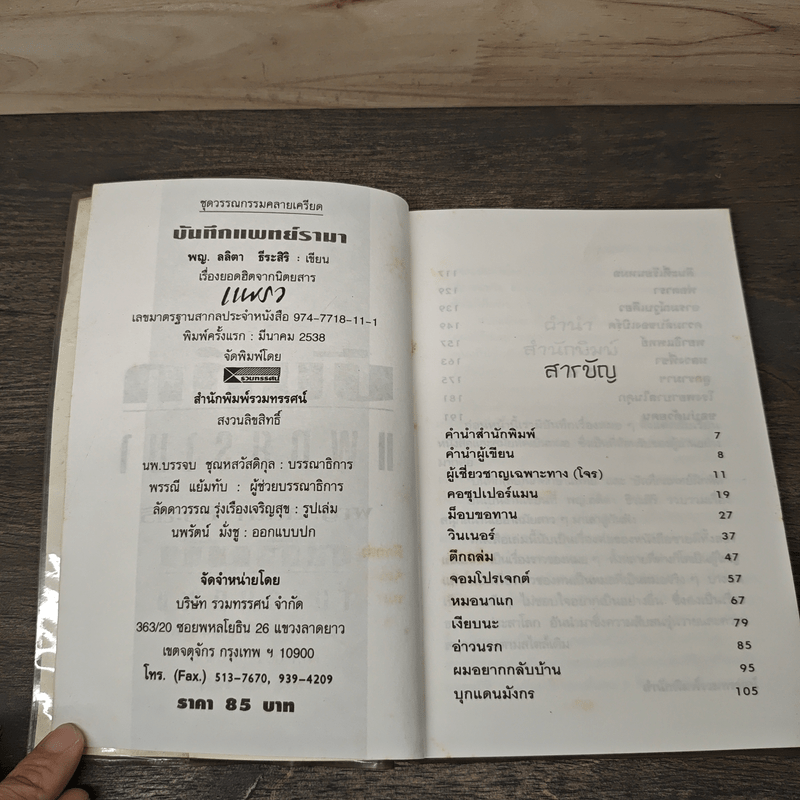 ชุดวรรณกรรมคลายเครียด
บันทึกแพทย์รามา
พญ. ลลิตา ธีระสิริ : เขียน
เรื่องยอดฮิตจากนิตยสาร
แพรว
เลขมาตรฐานสากลประจำหนังสือ 974-7718-11-1
พิมพ์ครั้งแรก : มีนาคม 2538
จัดพิมพ์โดย
รวมทรรศน์
สำนักพิมพ์รวมทรรศน์
สงวนลิขสิทธิ์
นพ.บรรจบ ชุณหสวัสดิกุล : บรรณาธิการ
พรรณี แย้มทับ : ผู้ช่วยบรรณาธิการ
ลัดดาวรรณ รุ่งเรืองเจริญสุข : รูปเล่ม
นพรัตน์ มั่งชู : ออกแบบปก
จัดจำหน่ายโดย
บริษัท รวมทรรศน์ จำกัด
363/20 ซอยพหลโยธิน 26 แขวงลาดยาว
เขตจตุจักร กรุงเทพ ฯ 10900
โทร. (Fax.) 513-7670, 939-4209
ราคา 85 บาท
สารบัญ
คำนำสำนักพิมพ์ 7
คำนำผู้เขียน 8
ผู้เชี่ยวชาญเฉพาะทาง (โจร) 11
คอซุปเปอร์แมน 19
ม็อบขอทาน 27
วินเนอร์ 37
ตึกถล่ม 47
จอมโปรเจกต์ 57
หมอนาแก 67
เงียบนะ 79
อ่าวนรก 85
ผมอยากกลับบ้าน 95
บุกแดนมังกร 105